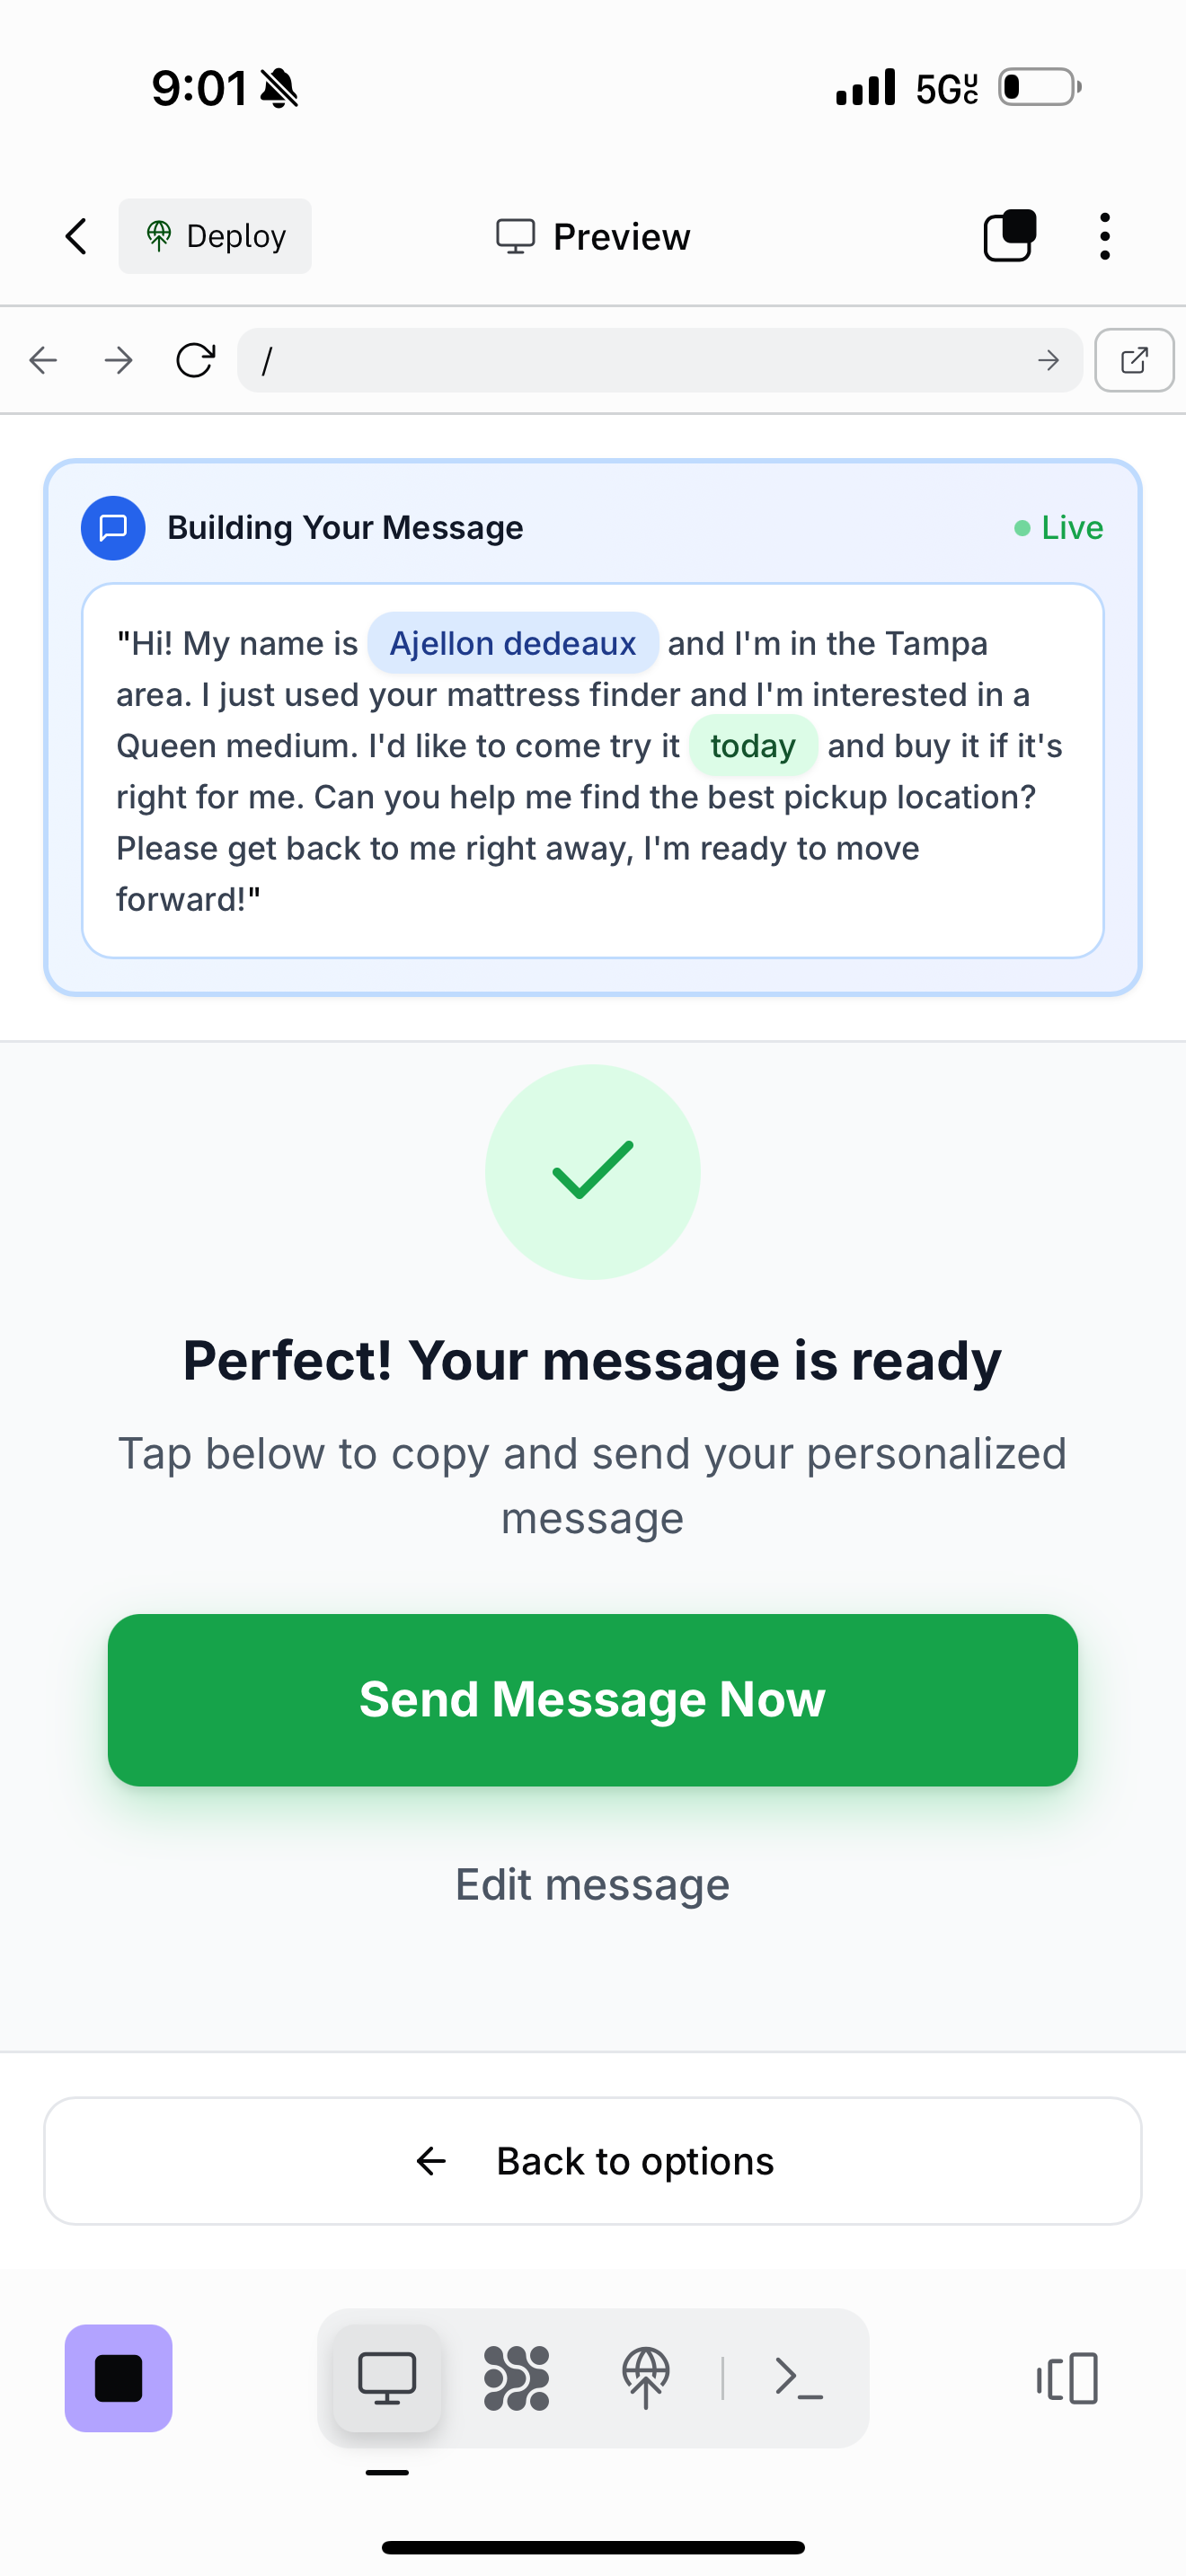 9:01 5G UC
Deploy Preview
/
Building Your Message Live
"Hi! My name is Ajellon dedeaux and I'm in the Tampa
area. I just used your mattress finder and I'm interested in a
Queen medium. I'd like to come try it today and buy it if it's
right for me. Can you help me find the best pickup location?
Please get back to me right away, I'm ready to move
forward!"
Perfect! Your message is ready
Tap below to copy and send your personalized
message
Send Message Now
Edit message
Back to options